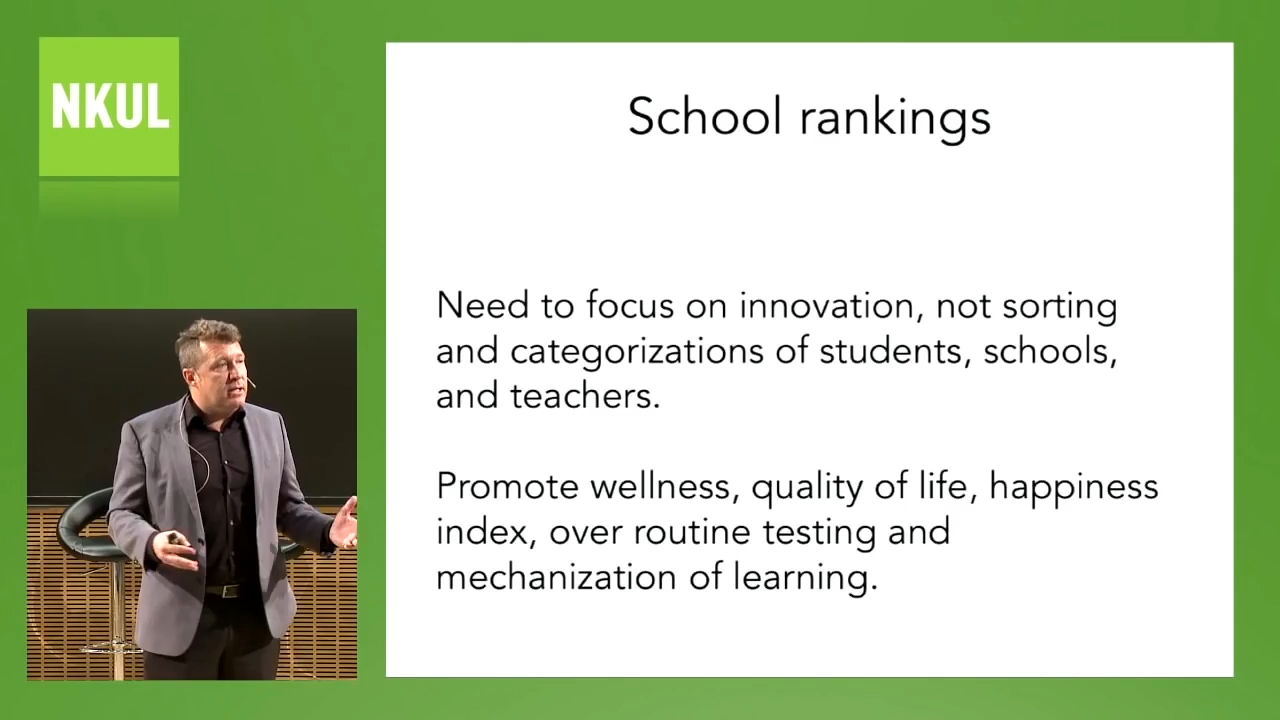 NKUL
School rankings
Need to focus on innovation, not sorting
and categorizations of students, schools,
and teachers.
Promote wellness, quality of life, happiness
index, over routine testing and
mechanization of learning.